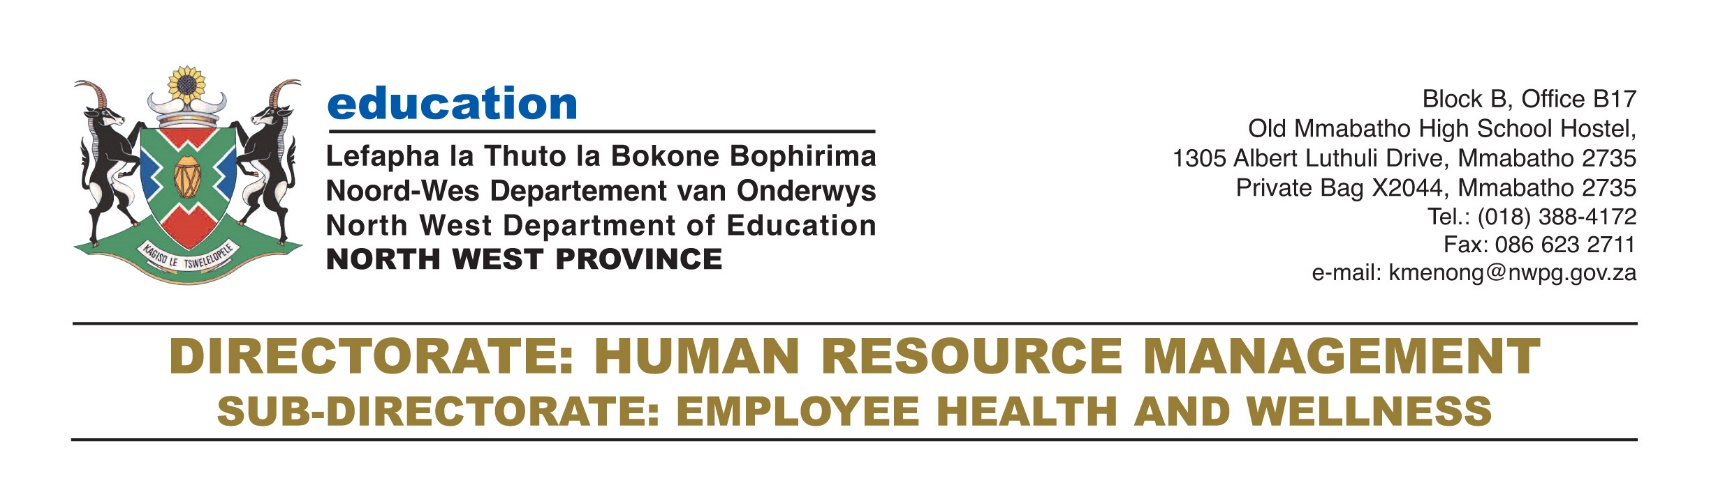 education
Lefapha la Thuto la Bokone Bophirima
Noord-Wes Departement van Onderwys
North West Department of Education
NORTH WEST PROVINCE
KAGISO LE TSWELELOPELE
Block B, Office B17
Old Mmabatho High School Hostel,
1305 Albert Luthuli Drive, Mmabatho 2735
Private Bag X2044, Mmabatho 2735
Tel.: (018) 388-4172
Fax: 086 623 2711
e-mail: kmenong@nwpg.gov.za
DIRECTORATE: HUMAN RESOURCE MANAGEMENT
SUB-DIRECTORATE: EMPLOYEE HEALTH AND WELLNESS